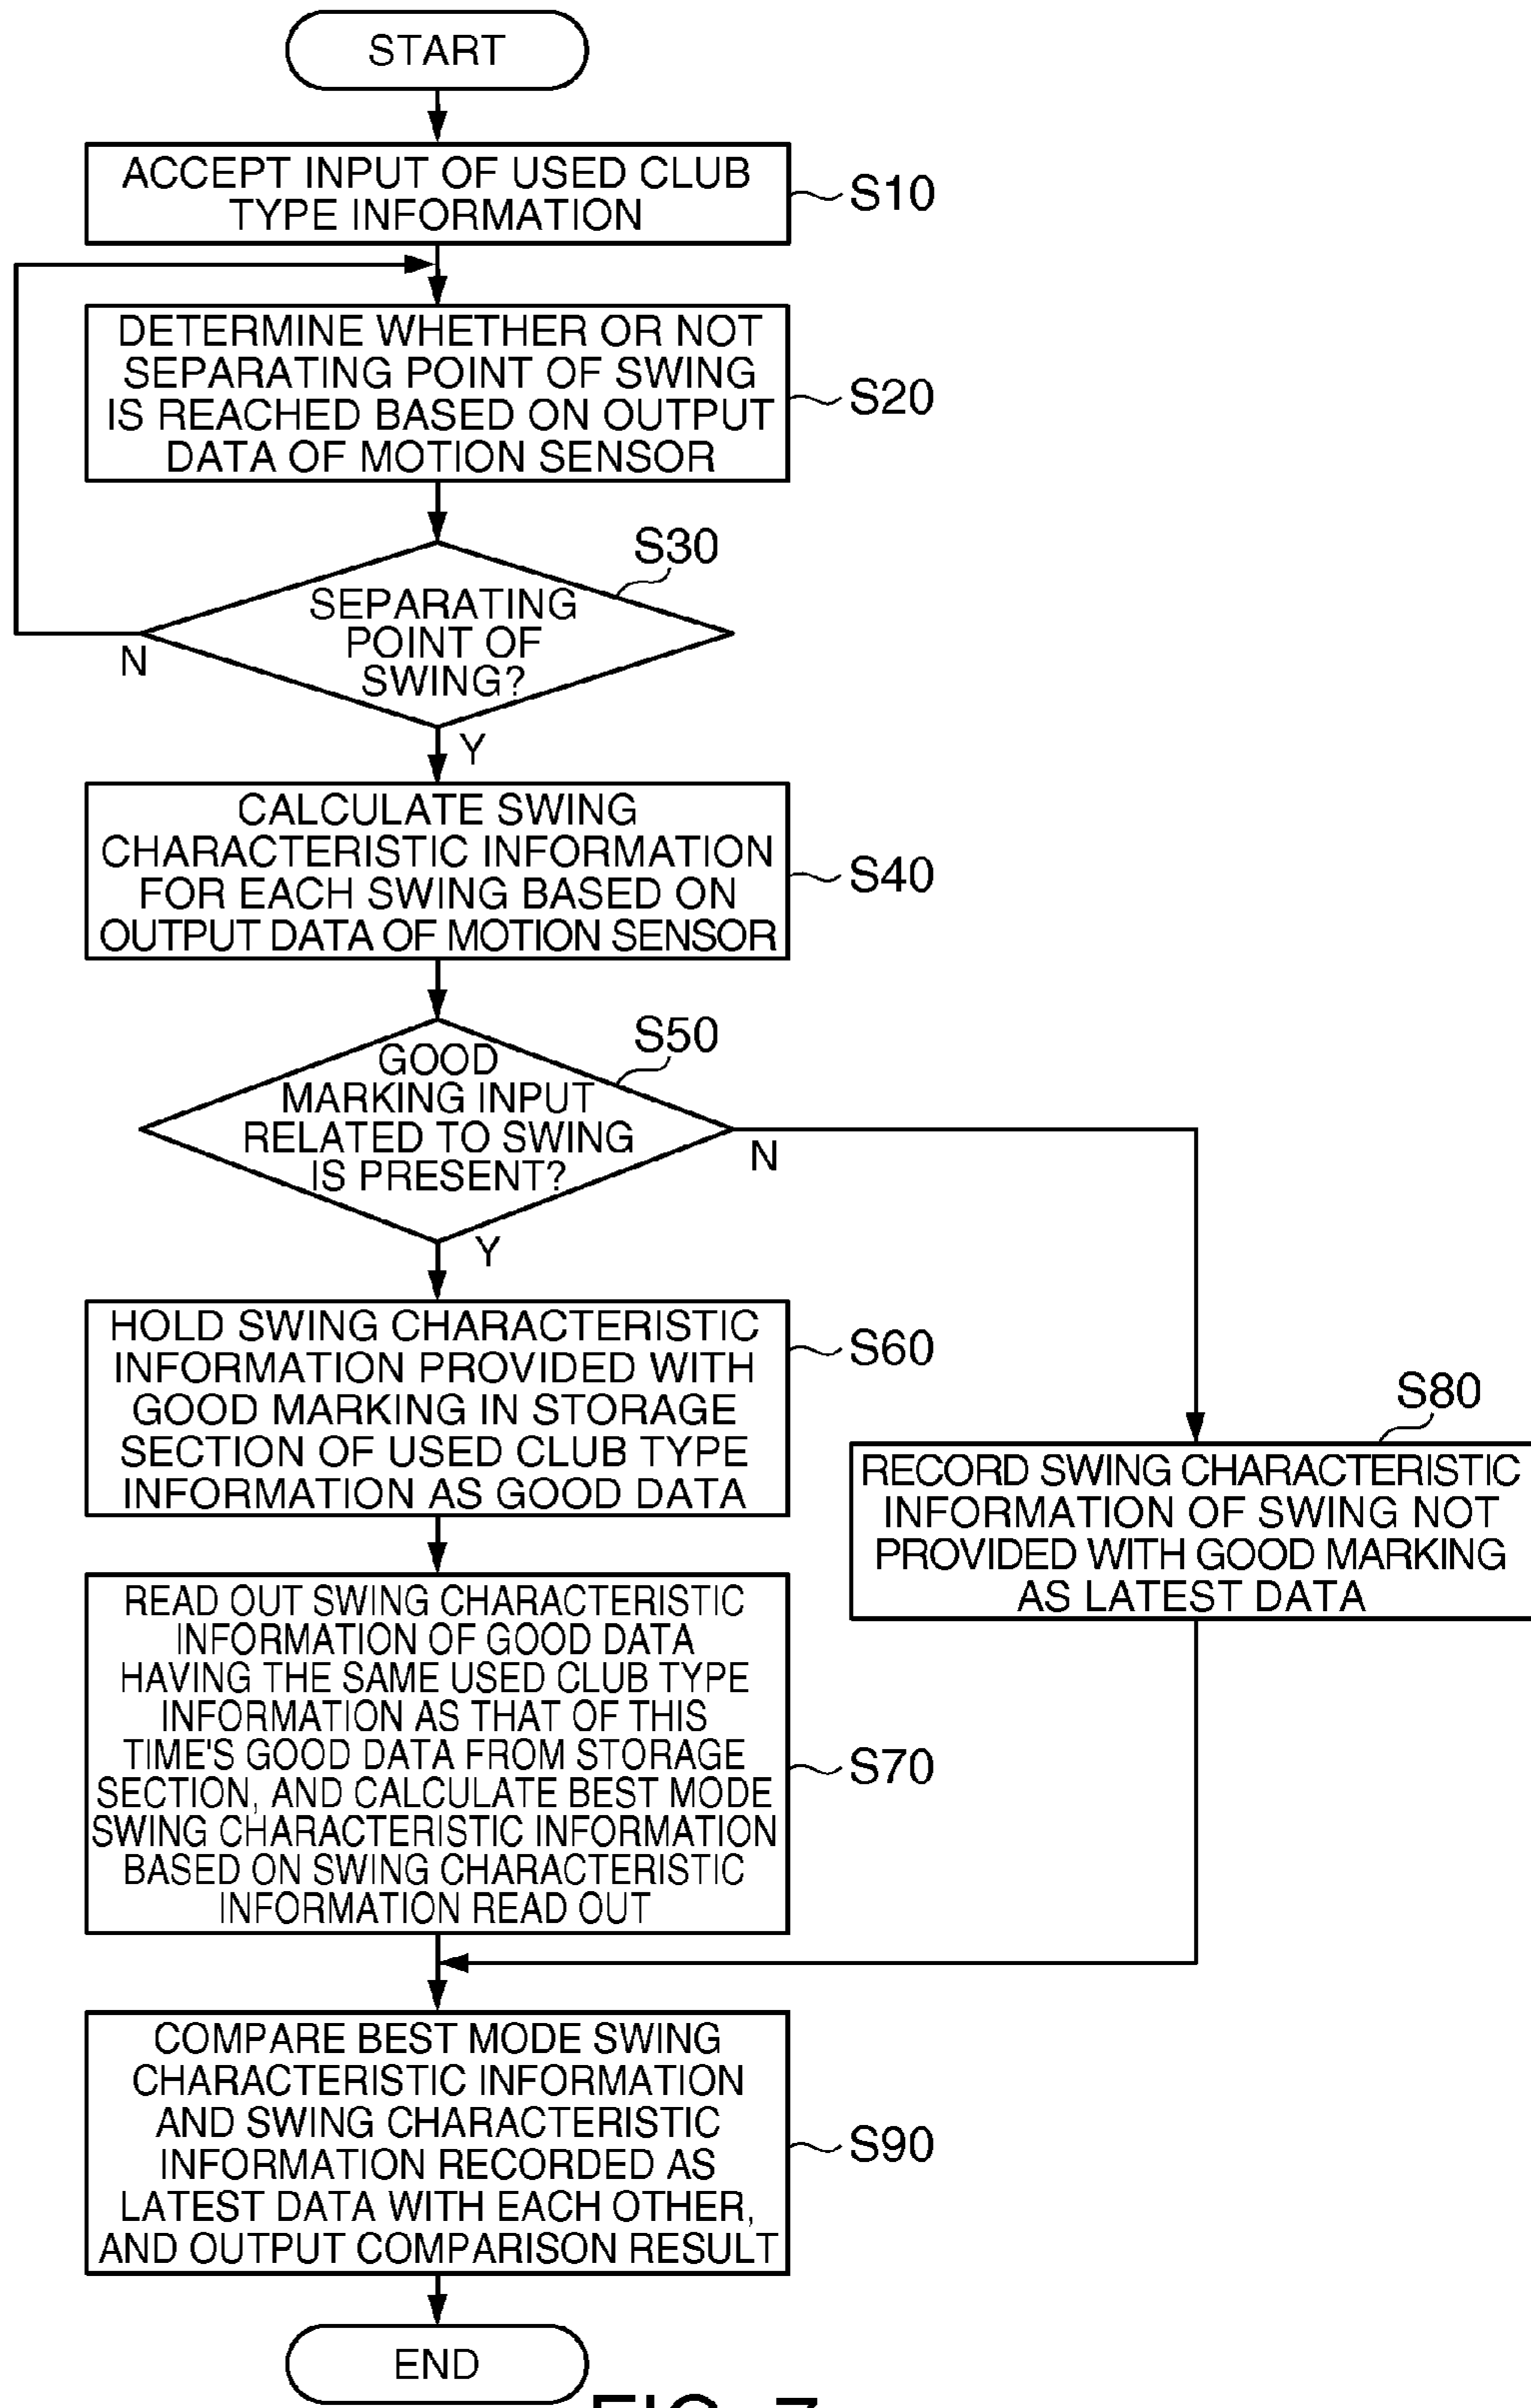 START
ACCEPT INPUT OF USED CLUB
TYPE INFORMATION
S10
DETERMINE WHETHER OR NOT
SEPARATING POINT OF SWING
IS REACHED BASED ON OUTPUT
DATA OF MOTION SENSOR
S20
S30
SEPARATING
POINT OF
SWING?
N
Y
CALCULATE SWING
CHARACTERISTIC INFORMATION
FOR EACH SWING BASED ON
OUTPUT DATA OF MOTION SENSOR
S40
S50
GOOD
MARKING INPUT
RELATED TO SWING
IS PRESENT?
N
Y
HOLD SWING CHARACTERISTIC
INFORMATION PROVIDED WITH
GOOD MARKING IN STORAGE
SECTION OF USED CLUB TYPE
INFORMATION AS GOOD DATA
S60
S80
RECORD SWING CHARACTERISTIC
INFORMATION OF SWING NOT
PROVIDED WITH GOOD MARKING
AS LATEST DATA
READ OUT SWING CHARACTERISTIC
INFORMATION OF GOOD DATA
HAVING THE SAME USED CLUB TYPE
INFORMATION AS THAT OF THIS
TIME'S GOOD DATA FROM STORAGE
SECTION, AND CALCULATE BEST MODE
SWING CHARACTERISTIC INFORMATION
BASED ON SWING CHARACTERISTIC
INFORMATION READ OUT
S70
COMPARE BEST MODE SWING
CHARACTERISTIC INFORMATION
AND SWING CHARACTERISTIC
INFORMATION RECORDED AS
LATEST DATA WITH EACH OTHER,
AND OUTPUT COMPARISON RESULT
S90
END